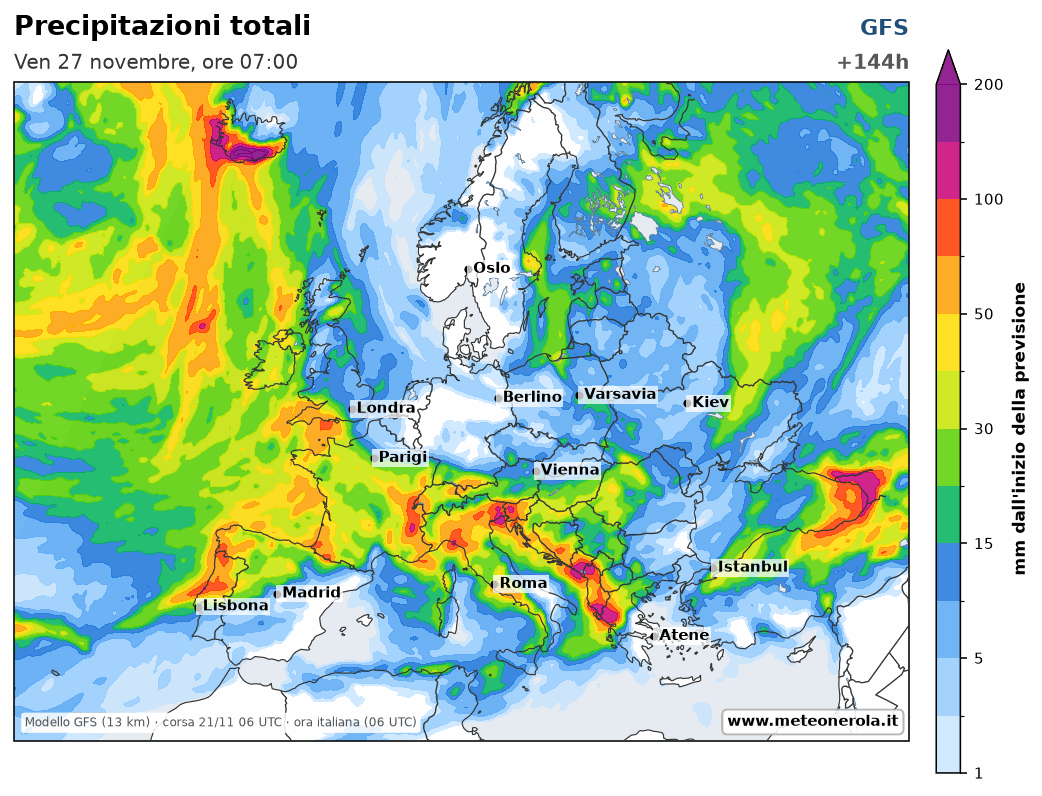 Precipitazioni totali
GFS
Ven 27 novembre, ore 07:00
+144h
200
100
50
30
15
5
1
mm dall'inizio della previsione
Oslo
Berlino
Varsavia
Kiev
Londra
Parigi
Vienna
Istanbul
Roma
Madrid
Lisbona
Atene
Modello GFS (13 km) · corsa 21/11 06 UTC · ora italiana (06 UTC)
www.meteonerola.it